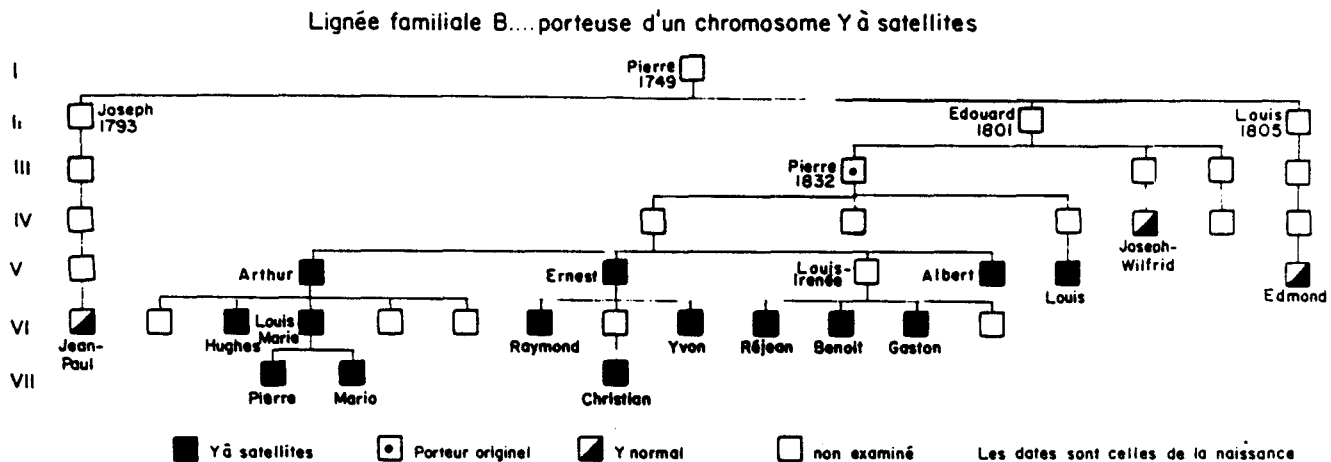 Lignée familiale B.... porteuse d'un chromosome Y à satellites
I
Pierre
1749
II
Joseph
1793
Edouard
1801
Louis
1805
III
Pierre
1832
IV
Joseph-
Wilfrid
V
Arthur
Ernest
Louis-
Irenée
Albert
Louis
Edmond
VI
Jean-
Paul
Hughes
Louis
Marie
Raymond
Yvon
Réjean
Benoit
Gaston
VII
Pierre
Mario
Christian
Y à satellites
Porteur originel
Y normal
non examiné
Les dates sont celles de la naissance